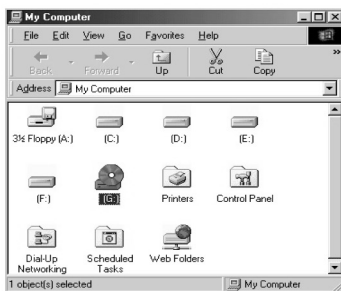 My Computer
File Edit View Go Favorites Help
Back Forward Up Cut Copy »
Address My Computer
3½ Floppy (A:) (C:) (D:) (E:)
(F:) (G:) Printers Control Panel
Dial-Up Networking Scheduled Tasks Web Folders
1 object(s) selected My Computer